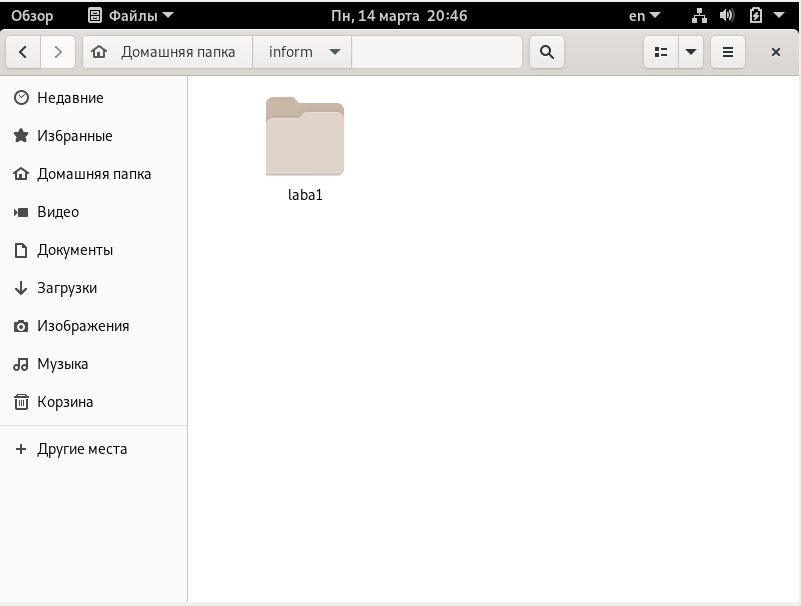 Обзор Файлы Пн, 14 марта 20:46 en
Домашняя папка inform
Недавние
Избранные
Домашняя папка
Видео
Документы
Загрузки
Изображения
Музыка
Корзина
Другие места
laba1